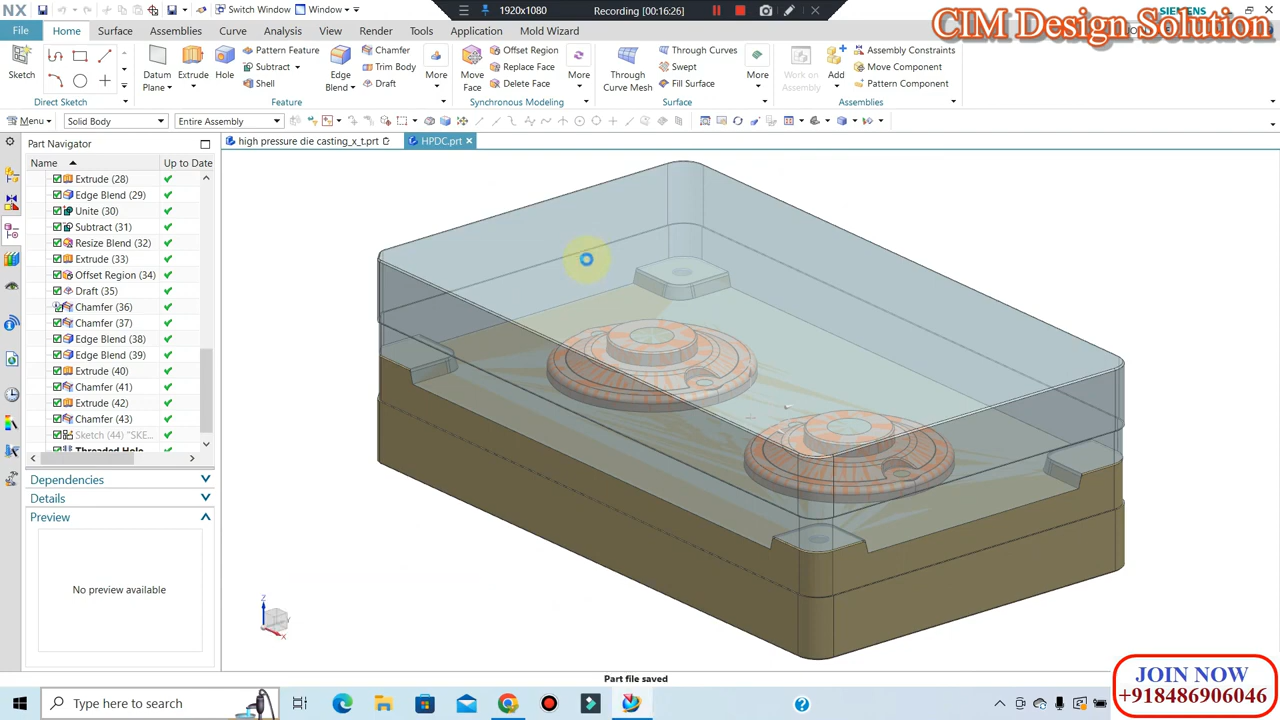 NX
Switch Window
Window
1920x1080
Recording [00:16:26]
SIEMENS
CIM Design Solution
File
Home
Surface
Assemblies
Curve
Analysis
View
Render
Tools
Application
Mold Wizard
Sketch
Direct Sketch
Datum Plane
Extrude
Hole
Pattern Feature
Subtract
Shell
Edge Blend
Chamfer
Trim Body
Draft
More
Feature
Move Face
Offset Region
Replace Face
Delete Face
More
Synchronous Modeling
Through Curve Mesh
Through Curves
Swept
Fill Surface
More
Surface
Work on Assembly
Add
Assembly Constraints
Move Component
Pattern Component
Assemblies
Menu
Solid Body
Entire Assembly
Part Navigator
high pressure die casting_x_t.prt
HPDC.prt
Name
Up to Date
Extrude (28)
Edge Blend (29)
Unite (30)
Subtract (31)
Resize Blend (32)
Extrude (33)
Offset Region (34)
Draft (35)
Chamfer (36)
Chamfer (37)
Edge Blend (38)
Edge Blend (39)
Extrude (40)
Chamfer (41)
Extrude (42)
Chamfer (43)
Sketch (44) "SKE...
Threaded Hole
Dependencies
Details
Preview
No preview available
Z
X
Part file saved
JOIN NOW
+918486906046
Type here to search